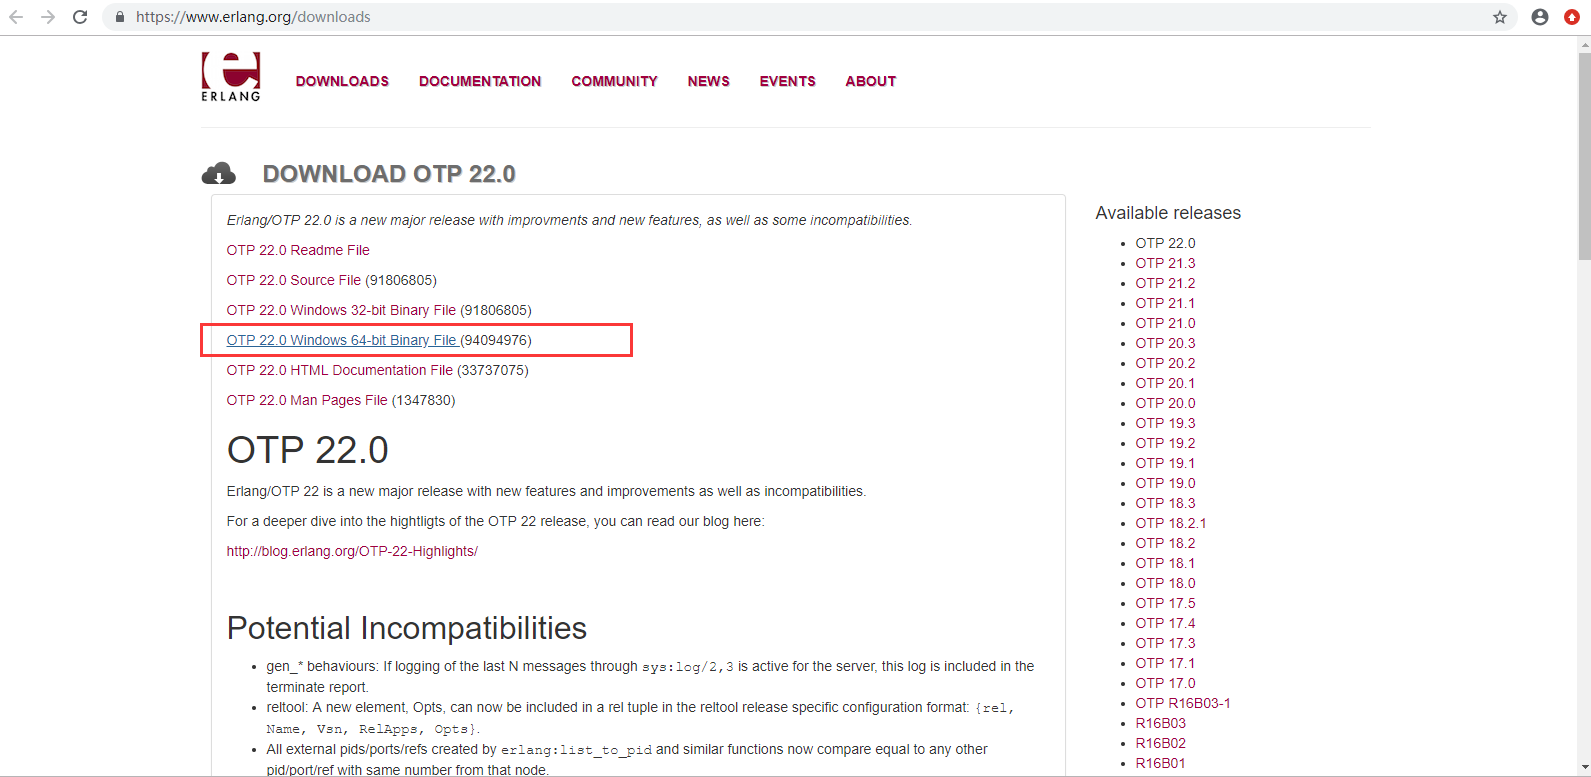 https://www.erlang.org/downloads
ERLANG
DOWNLOADS DOCUMENTATION COMMUNITY NEWS EVENTS ABOUT
DOWNLOAD OTP 22.0
Erlang/OTP 22.0 is a new major release with improvments and new features, as well as some incompatibilities.
OTP 22.0 Readme File
OTP 22.0 Source File (91806805)
OTP 22.0 Windows 32-bit Binary File (91806805)
OTP 22.0 Windows 64-bit Binary File (94094976)
OTP 22.0 HTML Documentation File (33737075)
OTP 22.0 Man Pages File (1347830)
OTP 22.0
Erlang/OTP 22 is a new major release with new features and improvements as well as incompatibilities.
For a deeper dive into the hightligts of the OTP 22 release, you can read our blog here:
http://blog.erlang.org/OTP-22-Highlights/
Potential Incompatibilities
gen_* behaviours: If logging of the last N messages through sys:log/2,3 is active for the server, this log is included in the
terminate report.
reltool: A new element, Opts, can now be included in a rel tuple in the reltool release specific configuration format: {rel,
Name, Vsn, RelApps, Opts}.
All external pids/ports/refs created by erlang:list_to_pid and similar functions now compare equal to any other
pid/port/ref with same number from that node.
Available releases
OTP 22.0
OTP 21.3
OTP 21.2
OTP 21.1
OTP 21.0
OTP 20.3
OTP 20.2
OTP 20.1
OTP 20.0
OTP 19.3
OTP 19.2
OTP 19.1
OTP 19.0
OTP 18.3
OTP 18.2.1
OTP 18.2
OTP 18.1
OTP 18.0
OTP 17.5
OTP 17.4
OTP 17.3
OTP 17.1
OTP 17.0
OTP R16B03-1
R16B03
R16B02
R16B01